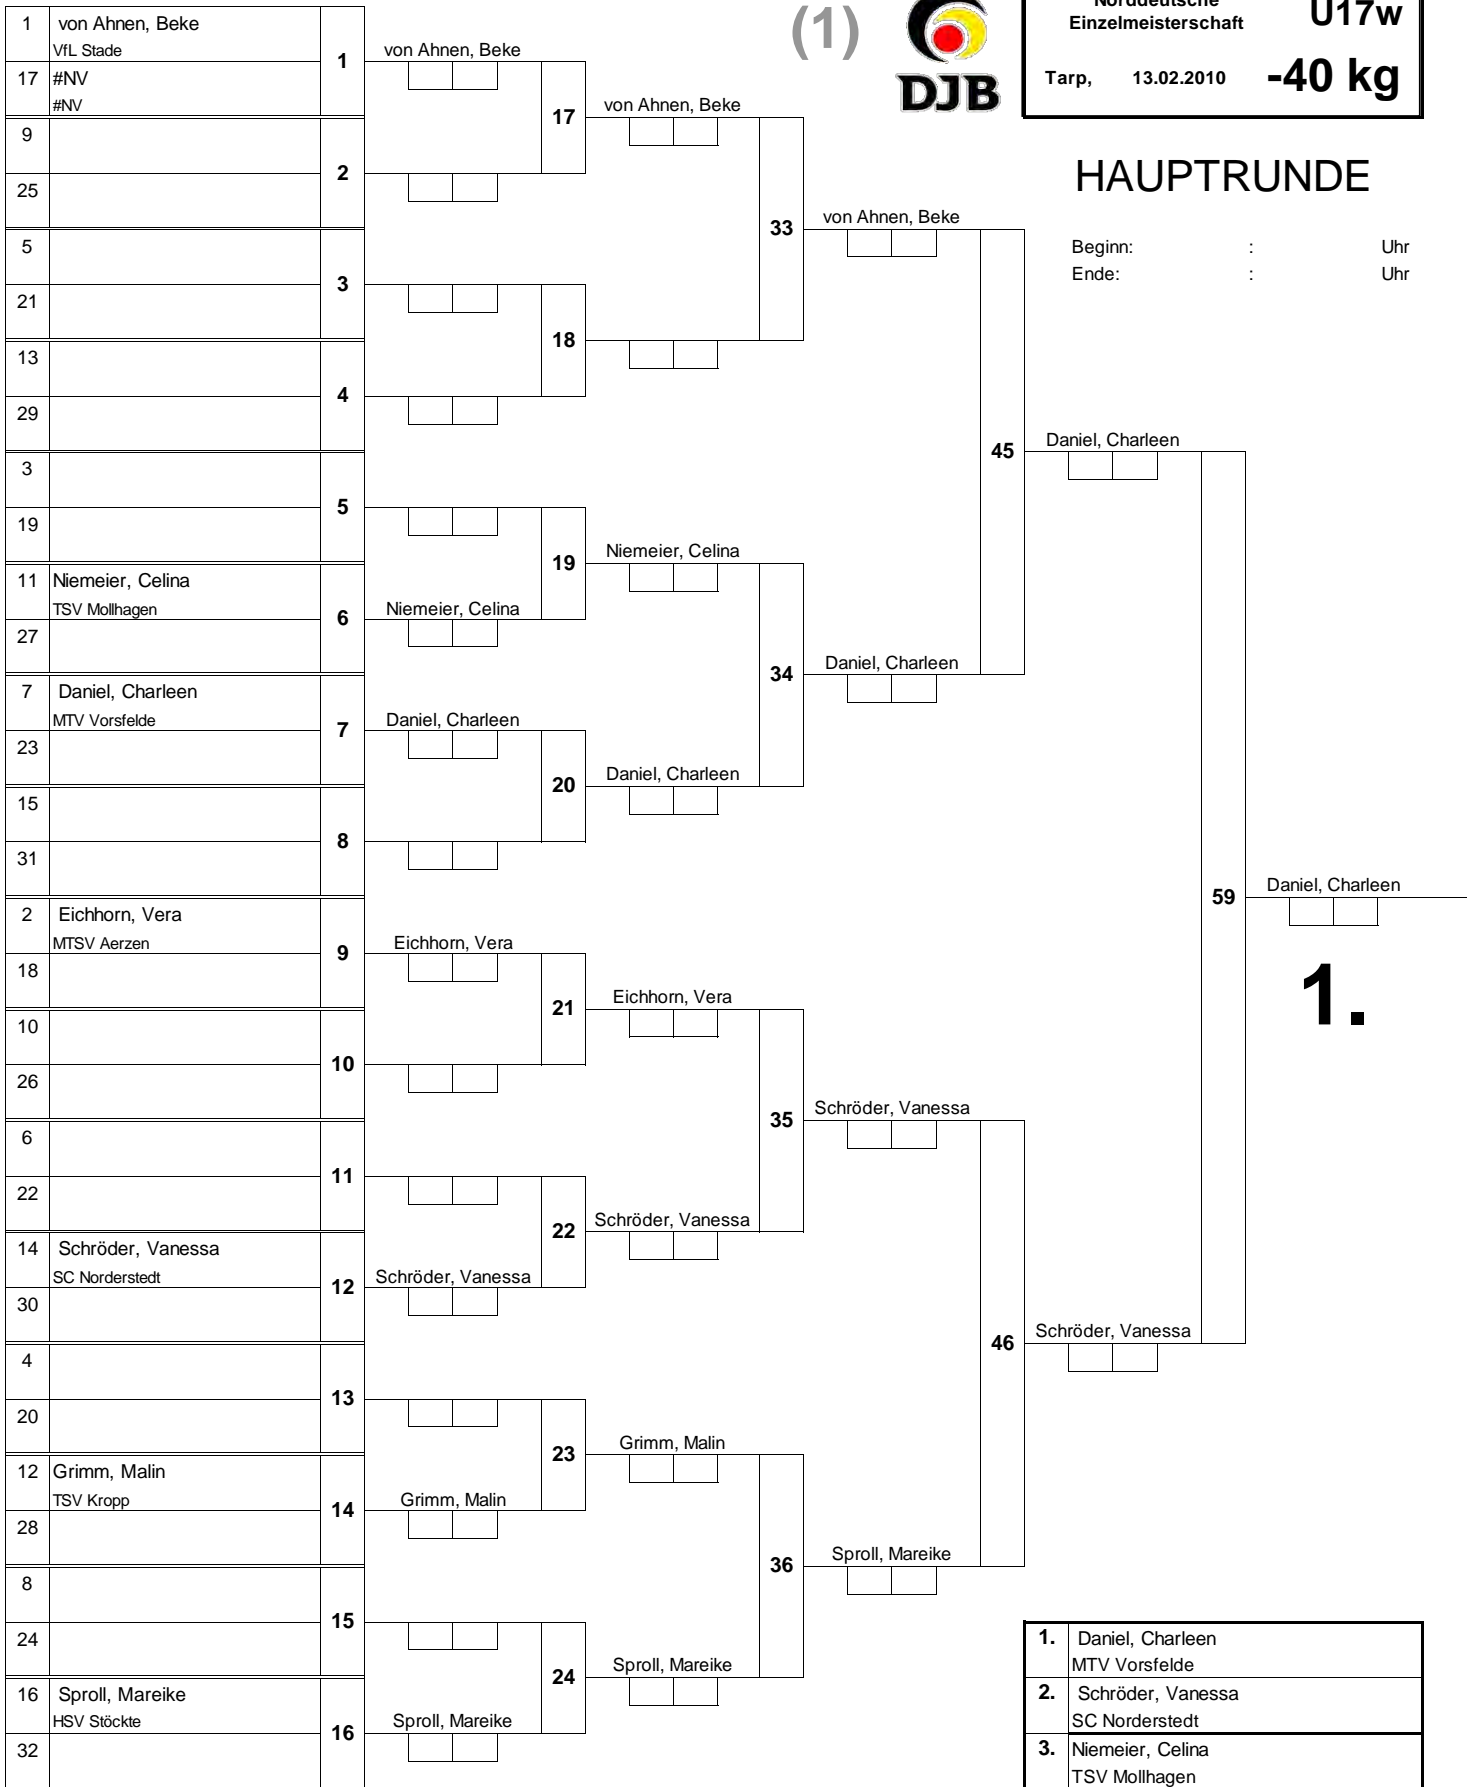 (1)
DJB
Norddeutsche
Einzelmeisterschaft
U17w
Tarp, 13.02.2010 -40 kg
HAUPTRUNDE
Beginn: : Uhr
Ende: : Uhr
1 von Ahnen, Beke
VfL Stade
17 #NV
#NV
1
9
25
2
5
21
3
13
29
4
3
19
5
11 Niemeier, Celina
TSV Mollhagen
27
6
7 Daniel, Charleen
MTV Vorsfelde
23
7
15
31
8
2 Eichhorn, Vera
MTSV Aerzen
18
9
10
26
10
6
22
11
14 Schröder, Vanessa
SC Norderstedt
30
12
4
20
13
12 Grimm, Malin
TSV Kropp
28
14
8
24
15
16 Sproll, Mareike
HSV Stöckte
32
16
von Ahnen, Beke
17
18
Niemeier, Celina
19
Daniel, Charleen
20
Eichhorn, Vera
21
Schröder, Vanessa
22
Grimm, Malin
23
Sproll, Mareike
24
von Ahnen, Beke
33
Niemeier, Celina
34
Daniel, Charleen
Eichhorn, Vera
35
Schröder, Vanessa
Grimm, Malin
36
Sproll, Mareike
von Ahnen, Beke
45
Daniel, Charleen
Schröder, Vanessa
46
Sproll, Mareike
Daniel, Charleen
59
Schröder, Vanessa
Daniel, Charleen
1.
1. Daniel, Charleen
MTV Vorsfelde
2. Schröder, Vanessa
SC Norderstedt
3. Niemeier, Celina
TSV Mollhagen